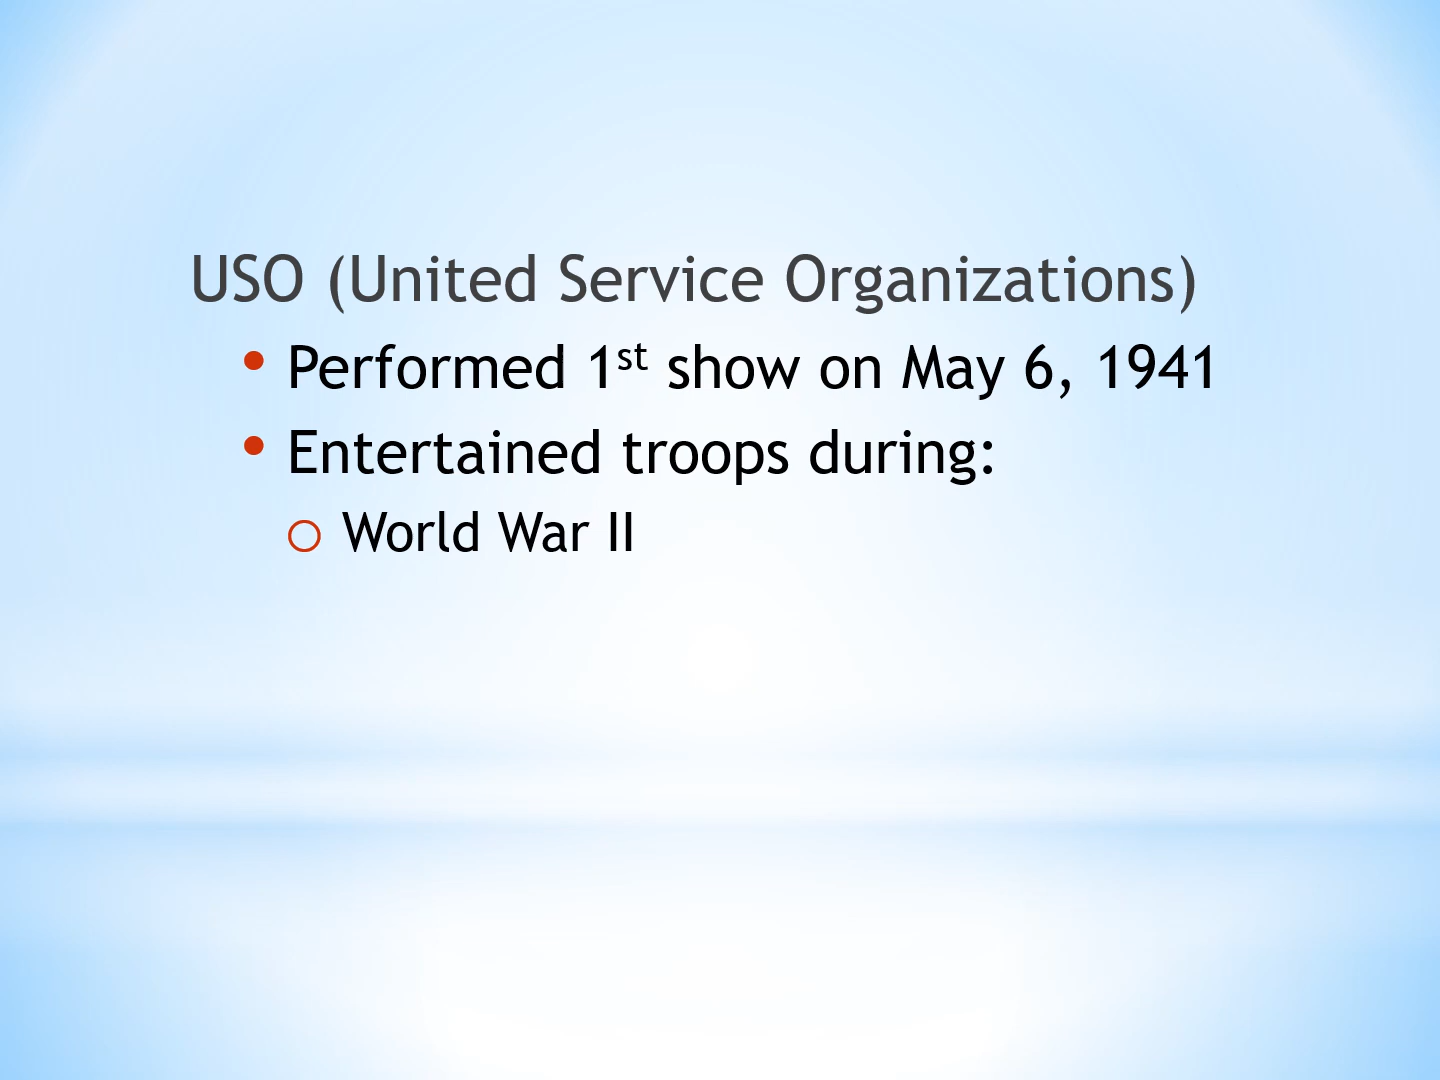 USO (United Service Organizations)
• Performed 1st show on May 6, 1941
• Entertained troops during:
○ World War II